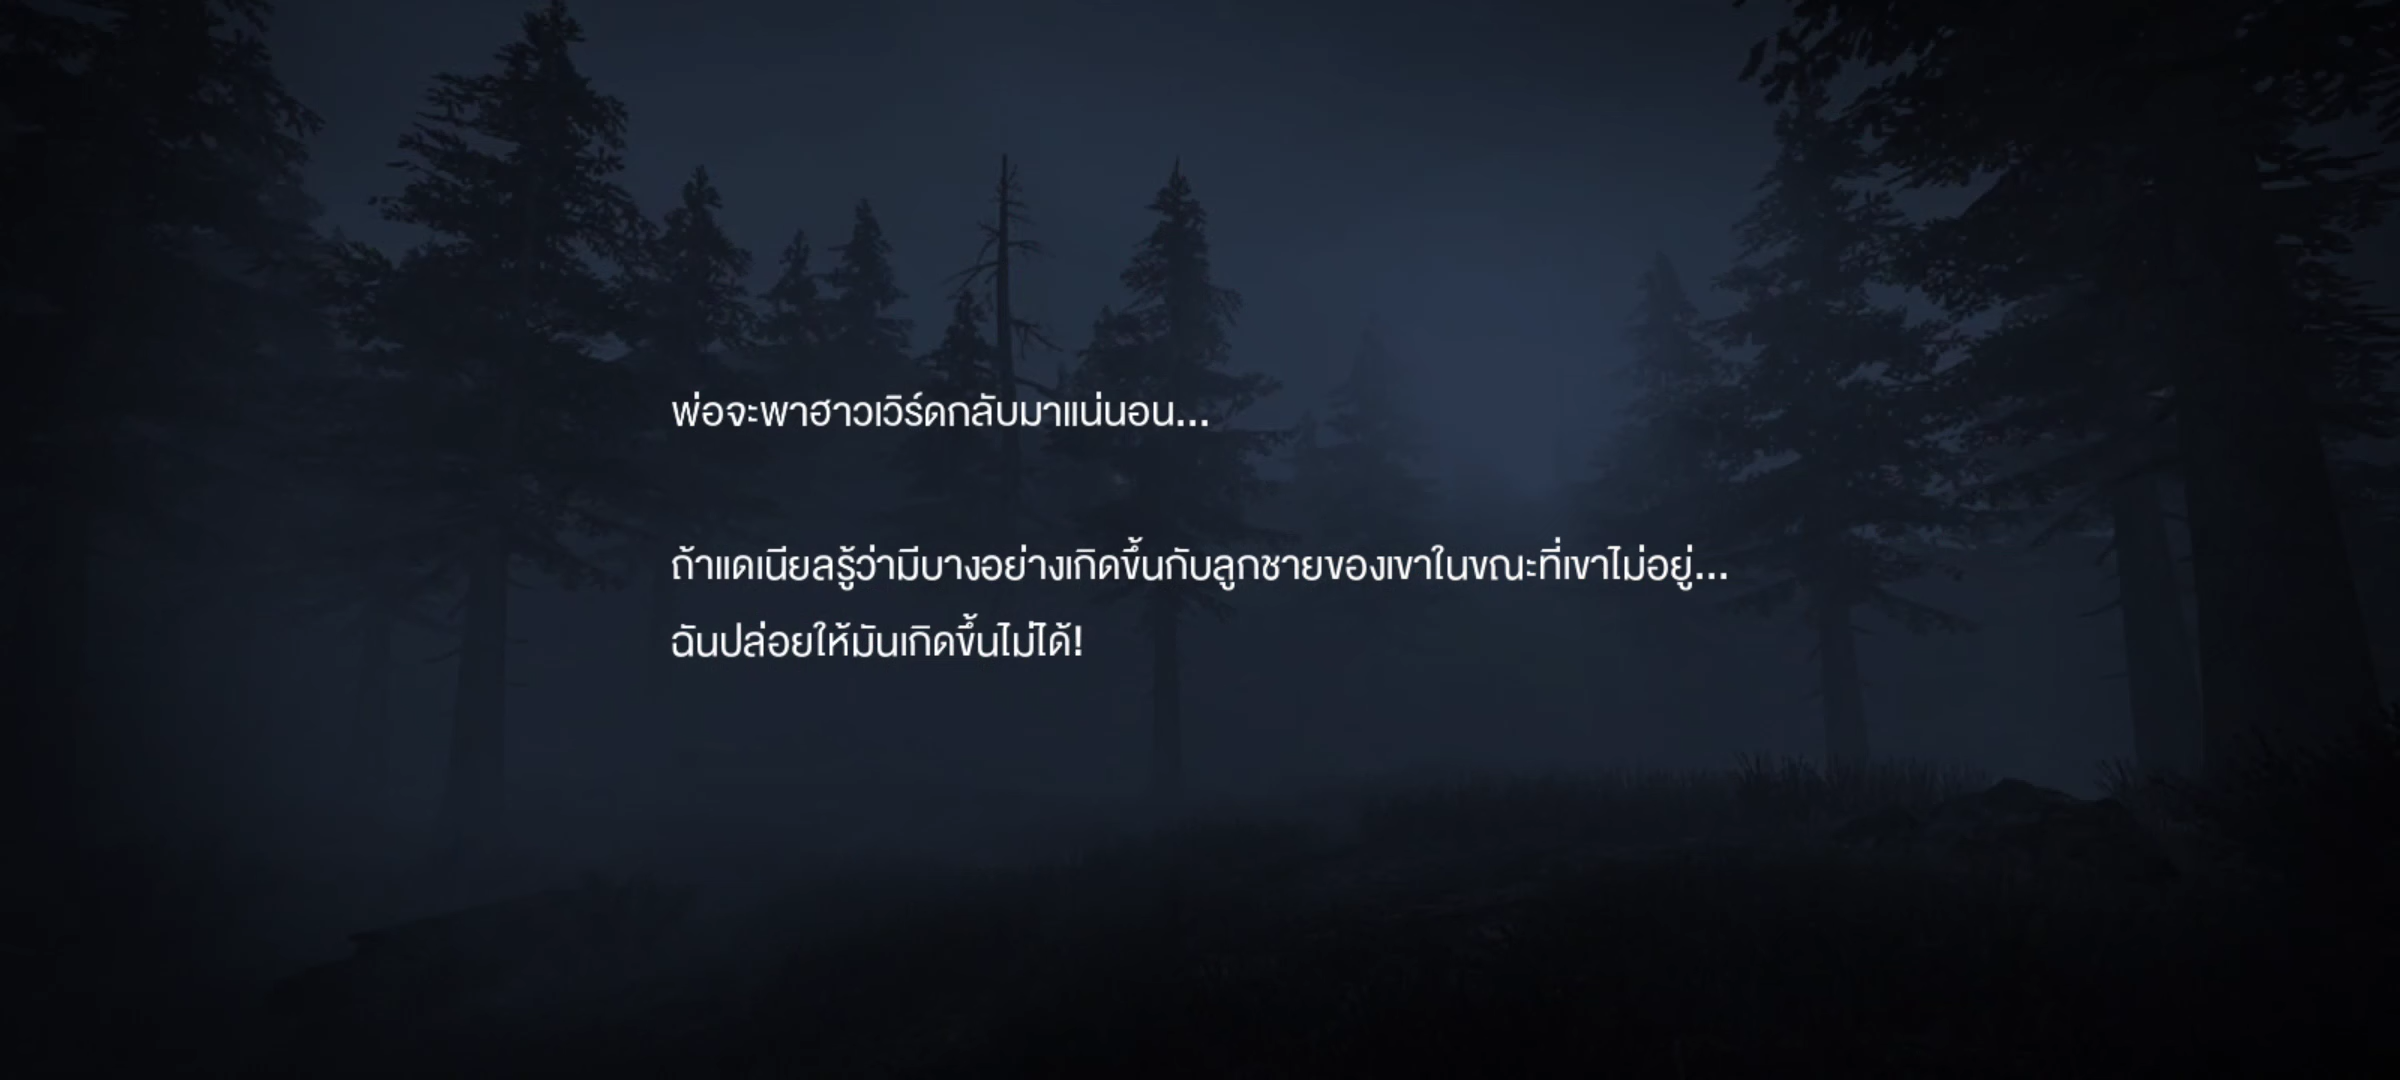 พ่อจะพาฮาวเวิร์ดกลับมาแน่นอน...
ถ้าแดเนียลรู้ว่ามีบางอย่างเกิดขึ้นกับลูกชายของเขาในขณะที่เขาไม่อยู่...
ฉันปล่อยให้มันเกิดขึ้นไม่ได้!